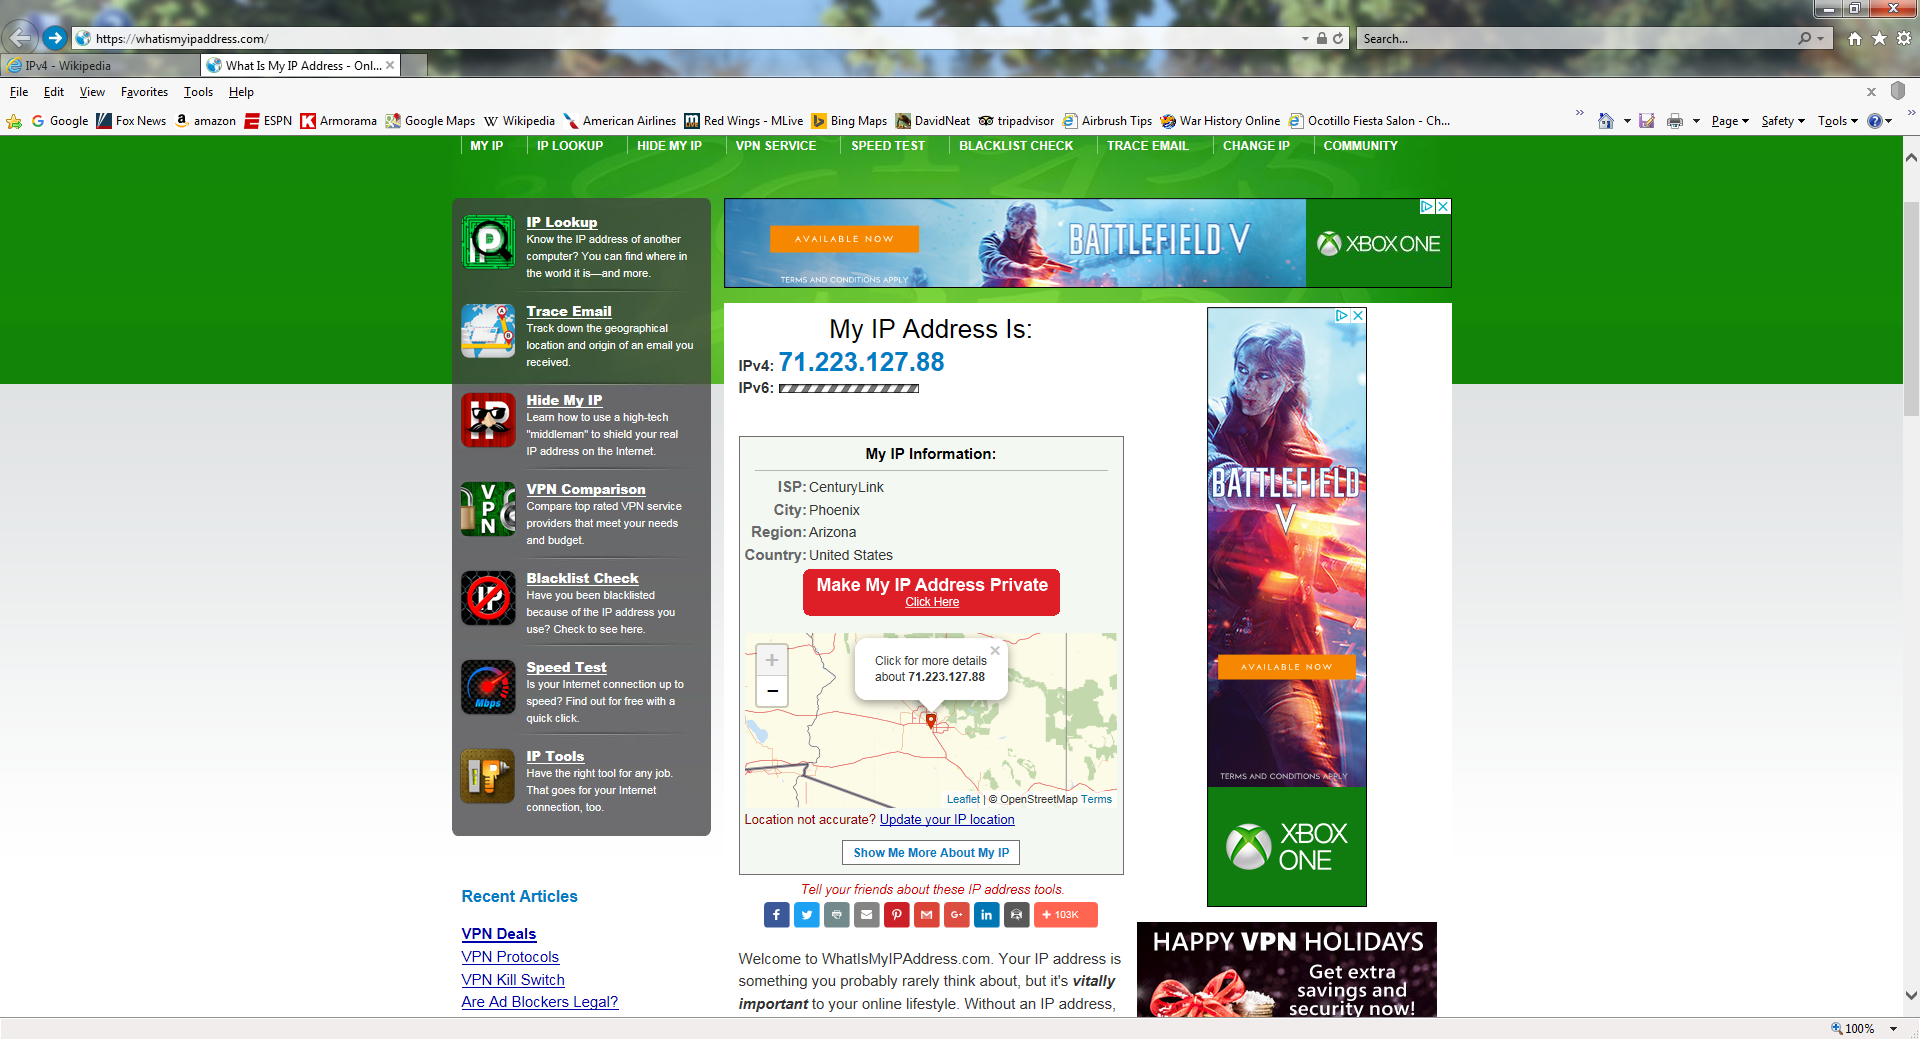 https://whatismyipaddress.com/
Search...
IPv4 - Wikipedia
What Is My IP Address - Onl...
File Edit View Favorites Tools Help
Google Fox News amazon ESPN Armorama Google Maps Wikipedia American Airlines Red Wings - MLive Bing Maps DavidNeat tripadvisor Airbrush Tips War History Online Ocotillo Fiesta Salon - Ch...
Page Safety Tools
MY IP IP LOOKUP HIDE MY IP VPN SERVICE SPEED TEST BLACKLIST CHECK TRACE EMAIL CHANGE IP COMMUNITY
IP Lookup
Know the IP address of another
computer? You can find where in
the world it is—and more.
Trace Email
Track down the geographical
location and origin of an email you
received.
Hide My IP
Learn how to use a high-tech
"middleman" to shield your real
IP address on the Internet.
VPN Comparison
Compare top rated VPN service
providers that meet your needs
and budget.
Blacklist Check
Have you been blacklisted
because of the IP address you
use? Check to see here.
Speed Test
Is your Internet connection up to
speed? Find out for free with a
quick click.
Mbps
IP Tools
Have the right tool for any job.
That goes for your Internet
connection, too.
Recent Articles
VPN Deals
VPN Protocols
VPN Kill Switch
Are Ad Blockers Legal?
AVAILABLE NOW
TERMS AND CONDITIONS APPLY
BATTLEFIELD V
XBOX ONE
My IP Address Is:
IPv4: 71.223.127.88
IPv6:
My IP Information:
ISP: CenturyLink
City: Phoenix
Region: Arizona
Country: United States
Make My IP Address Private
Click Here
+
−
Click for more details
about 71.223.127.88
×
Leaflet | © OpenStreetMap Terms
Location not accurate? Update your IP location
Show Me More About My IP
Tell your friends about these IP address tools.
103K
Welcome to WhatIsMyIPAddress.com. Your IP address is
something you probably rarely think about, but it's vitally
important to your online lifestyle. Without an IP address,
BATTLEFIELD
V
AVAILABLE NOW
TERMS AND CONDITIONS APPLY
XBOX
ONE
HAPPY VPN HOLIDAYS
Get extra
savings and
security now!
100%